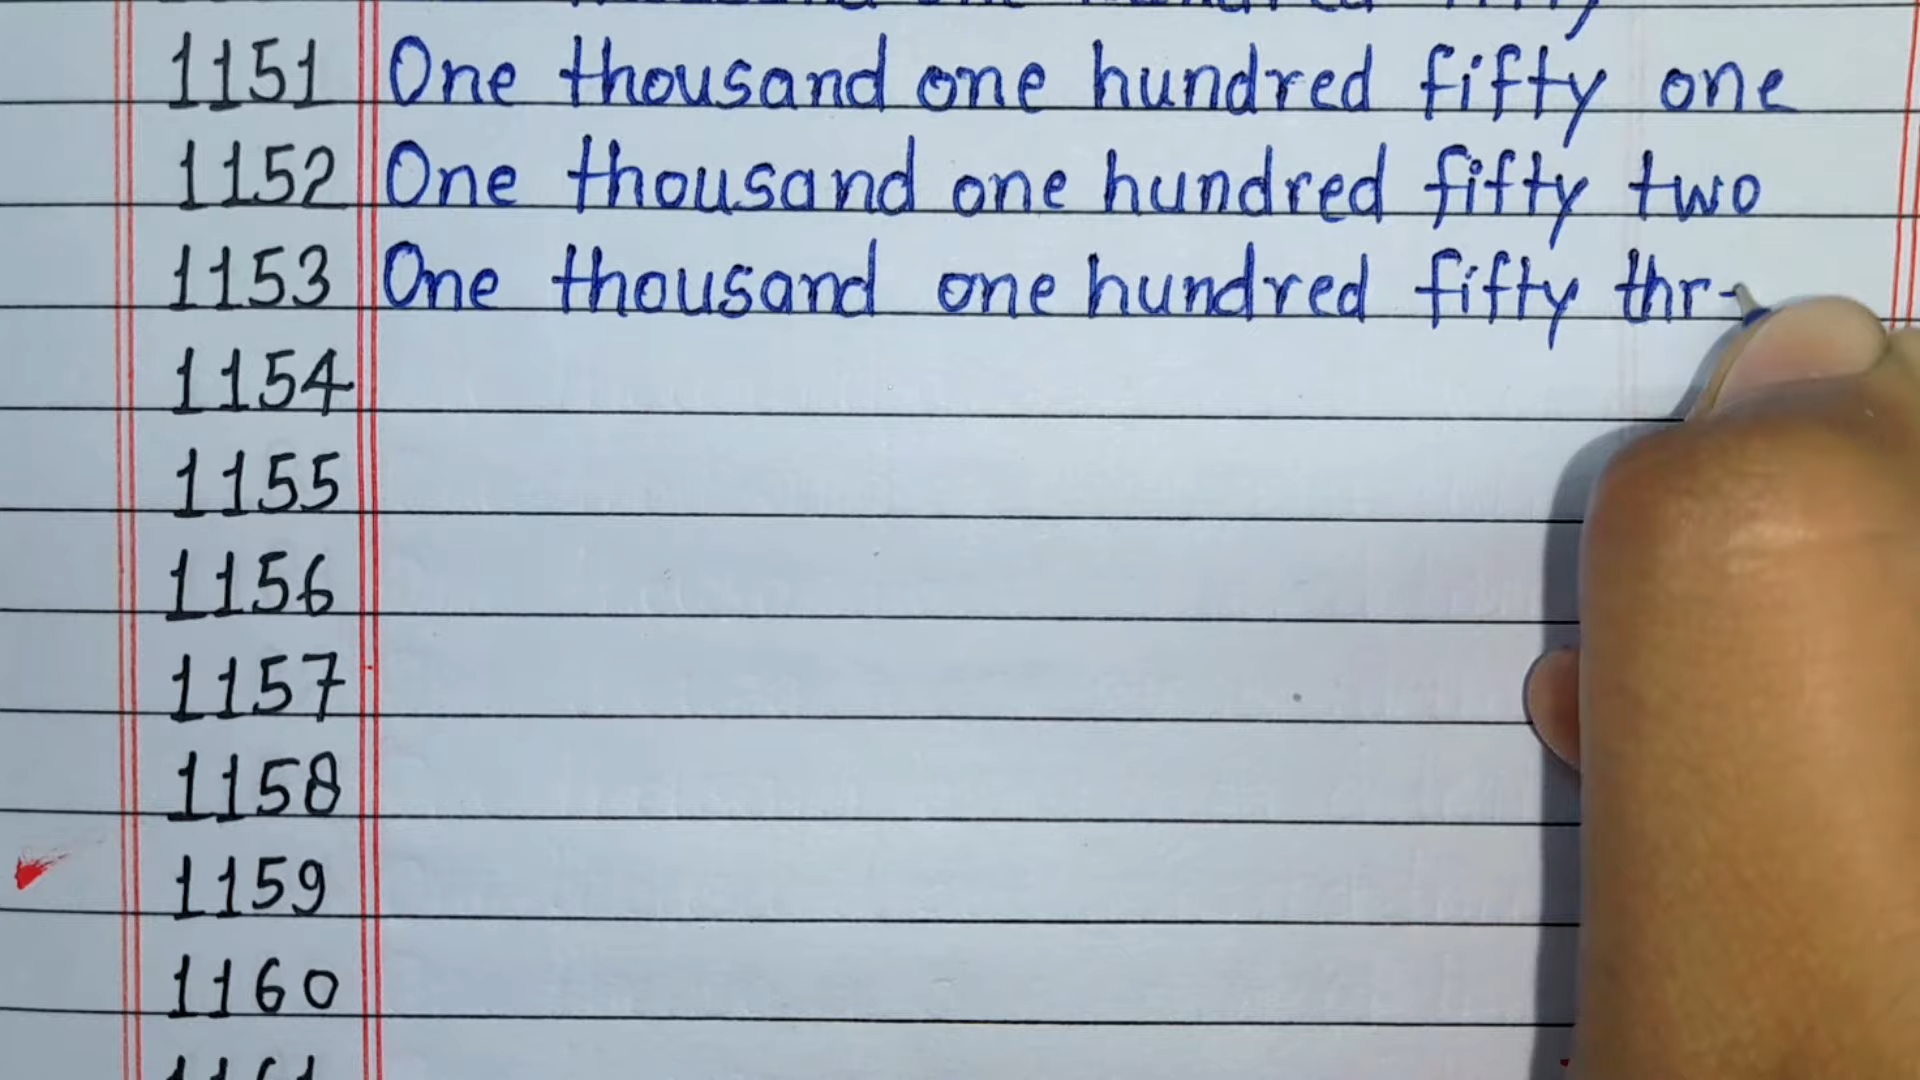 1151 One thousand one hundred fifty one
1152 One thousand one hundred fifty two
1153 One thousand one hundred fifty thr
1154
1155
1156
1157
1158
1159
1160